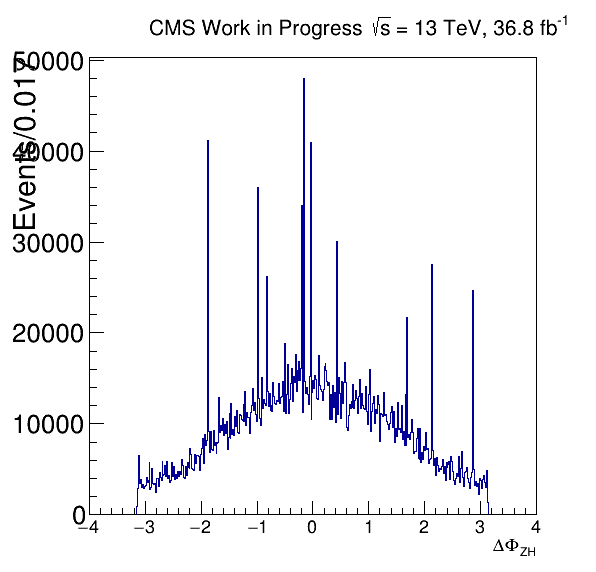 CMS Work in Progress √s = 13 TeV, 36.8 fb-1
Events/0.017
50000
40000
30000
20000
10000
0
−4 −3 −2 −1 0 1 2 3 4
ΔΦZH